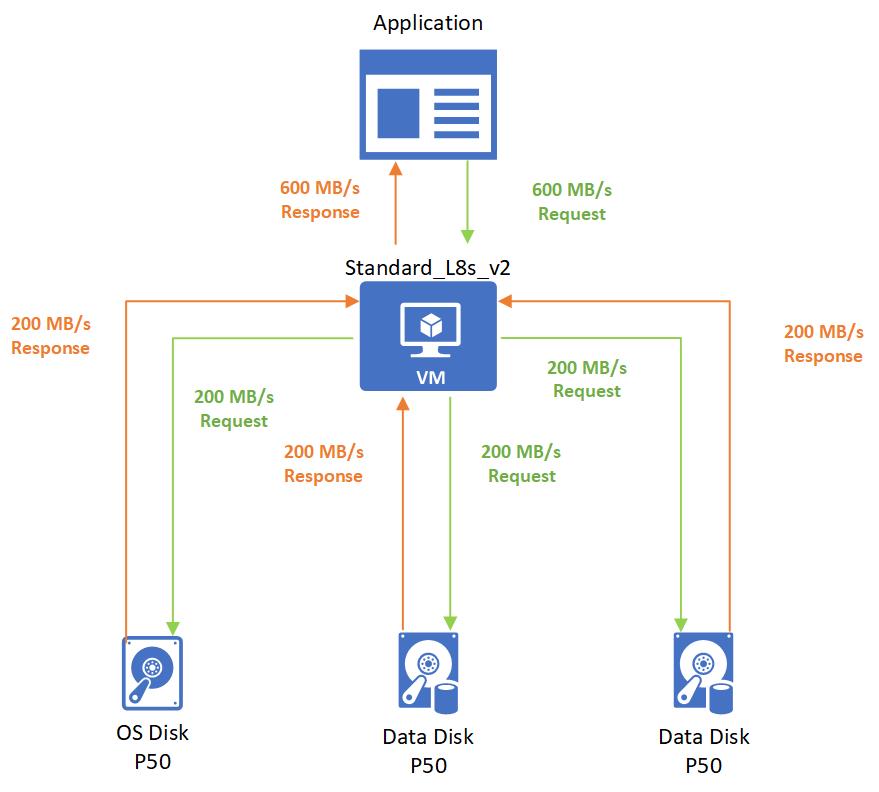 Application
600 MB/s
Response
600 MB/s
Request
Standard_L8s_v2
VM
200 MB/s
Response
200 MB/s
Request
200 MB/s
Response
200 MB/s
Request
200 MB/s
Request
200 MB/s
Response
OS Disk
P50
Data Disk
P50
Data Disk
P50